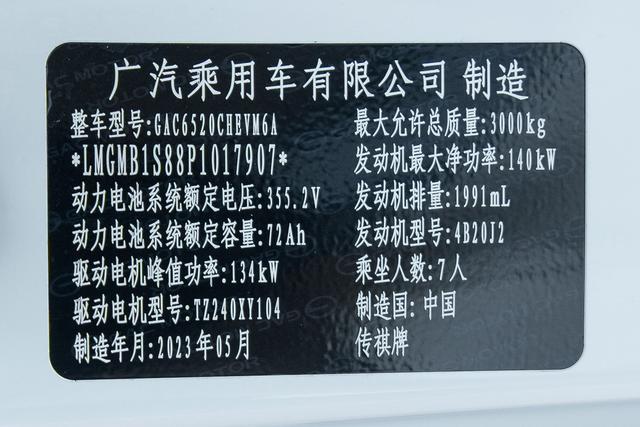 广汽乘用车有限公司 制造
整车型号:GAC6520CHEVM6A
*LMGMB1S88P1017907*
动力电池系统额定电压:355.2V
动力电池系统额定容量:72Ah
驱动电机峰值功率:134kW
驱动电机型号:TZ240XY104
制造年月:2023年05月
最大允许总质量:3000kg
发动机最大净功率:140kW
发动机排量:1991mL
发动机型号:4B20J2
乘坐人数:7人
制造国:中国
传祺牌